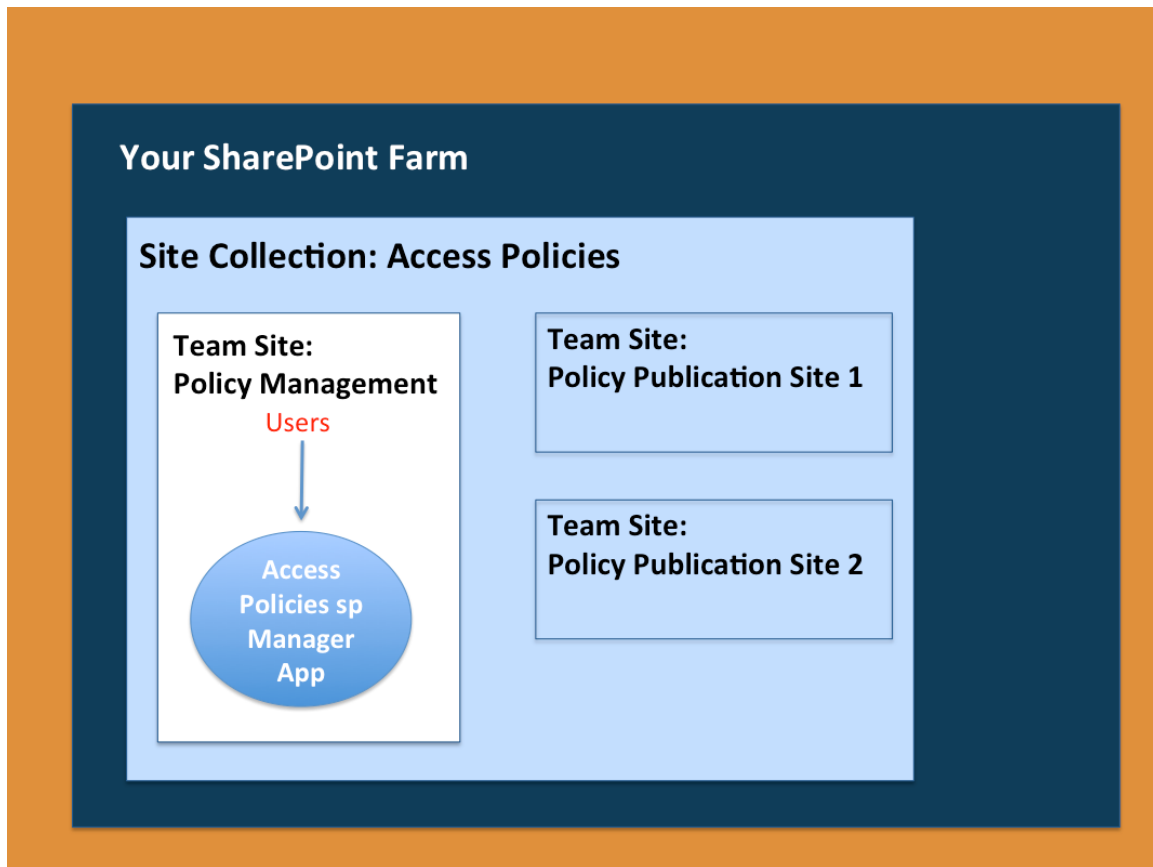 Your SharePoint Farm
Site Collection: Access Policies
Team Site:
Policy Management
Users
Access
Policies sp
Manager
App
Team Site:
Policy Publication Site 1
Team Site:
Policy Publication Site 2